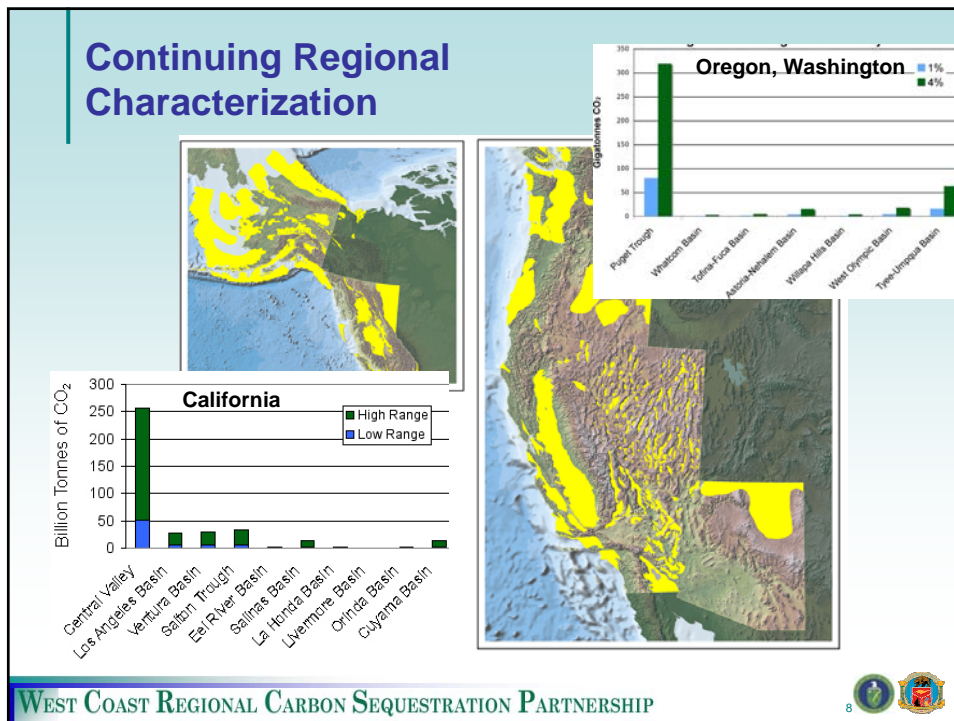 Continuing Regional
Characterization
Oregon, Washington
1%
4%
Gigatonnes CO₂
350
300
250
200
150
100
50
0
Puget Trough
Whatcom Basin
Tofina-Fuca Basin
Astoria-Nehalem Basin
Willapa Hills Basin
West Olympic Basin
Tyee-Umpqua Basin
California
High Range
Low Range
Billion Tonnes of CO₂
300
250
200
150
100
50
0
Central Valley
Los Angeles Basin
Ventura Basin
Salton Trough
Eel River Basin
Salinas Basin
La Honda Basin
Livermore Basin
Orinda Basin
Cuyama Basin
WEST COAST REGIONAL CARBON SEQUESTRATION PARTNERSHIP
8